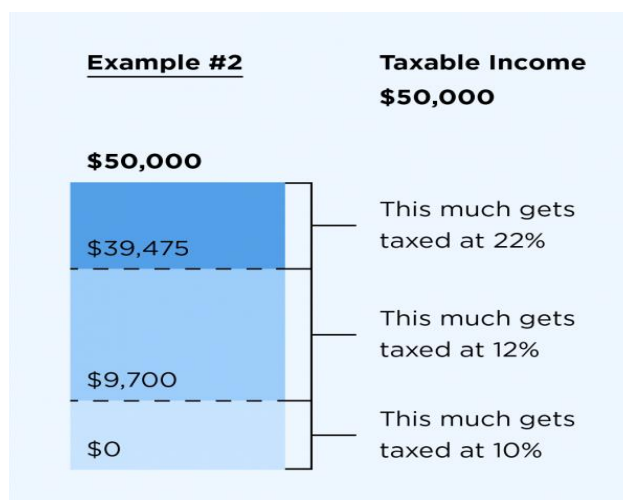 Example #2
Taxable Income
$50,000
$50,000
This much gets
taxed at 22%
$39,475
This much gets
taxed at 12%
$9,700
This much gets
taxed at 10%
$0